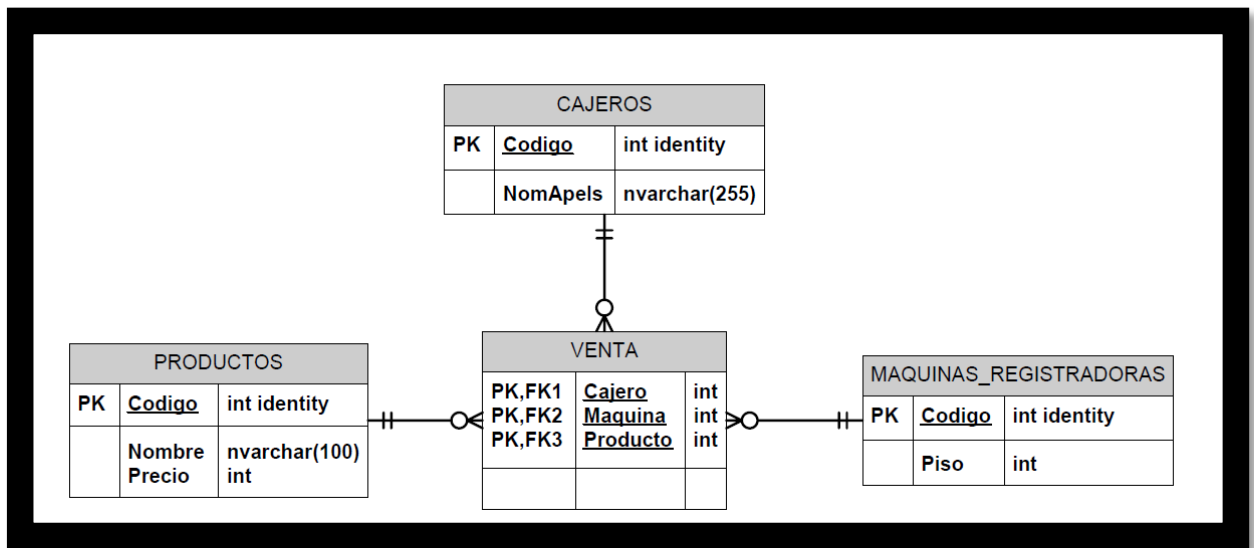 CAJEROS
PK Codigo int identity
NomApels nvarchar(255)
PRODUCTOS
PK Codigo int identity
Nombre nvarchar(100)
Precio int
VENTA
PK,FK1 Cajero int
PK,FK2 Maquina int
PK,FK3 Producto int
MAQUINAS_REGISTRADORAS
PK Codigo int identity
Piso int